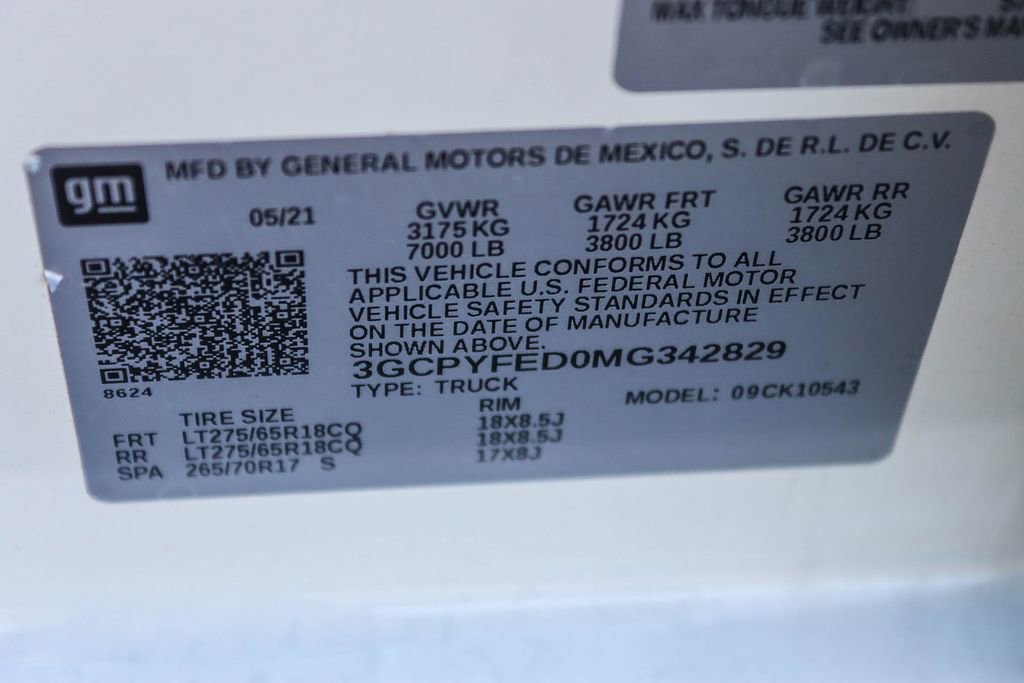 MAX TONGUE WEIGHT
SEE OWNER'S MA
gm
MFD BY GENERAL MOTORS DE MEXICO, S. DE R.L. DE C.V.
05/21 GVWR GAWR FRT GAWR RR
3175 KG 1724 KG 1724 KG
7000 LB 3800 LB 3800 LB
THIS VEHICLE CONFORMS TO ALL
APPLICABLE U.S. FEDERAL MOTOR
VEHICLE SAFETY STANDARDS IN EFFECT
ON THE DATE OF MANUFACTURE
SHOWN ABOVE.
3GCPYFED0MG342829
8624
TYPE: TRUCK MODEL: 09CK10543
TIRE SIZE RIM
FRT LT275/65R18CQ 18X8.5J
RR LT275/65R18CQ 18X8.5J
SPA 265/70R17 S 17X8J